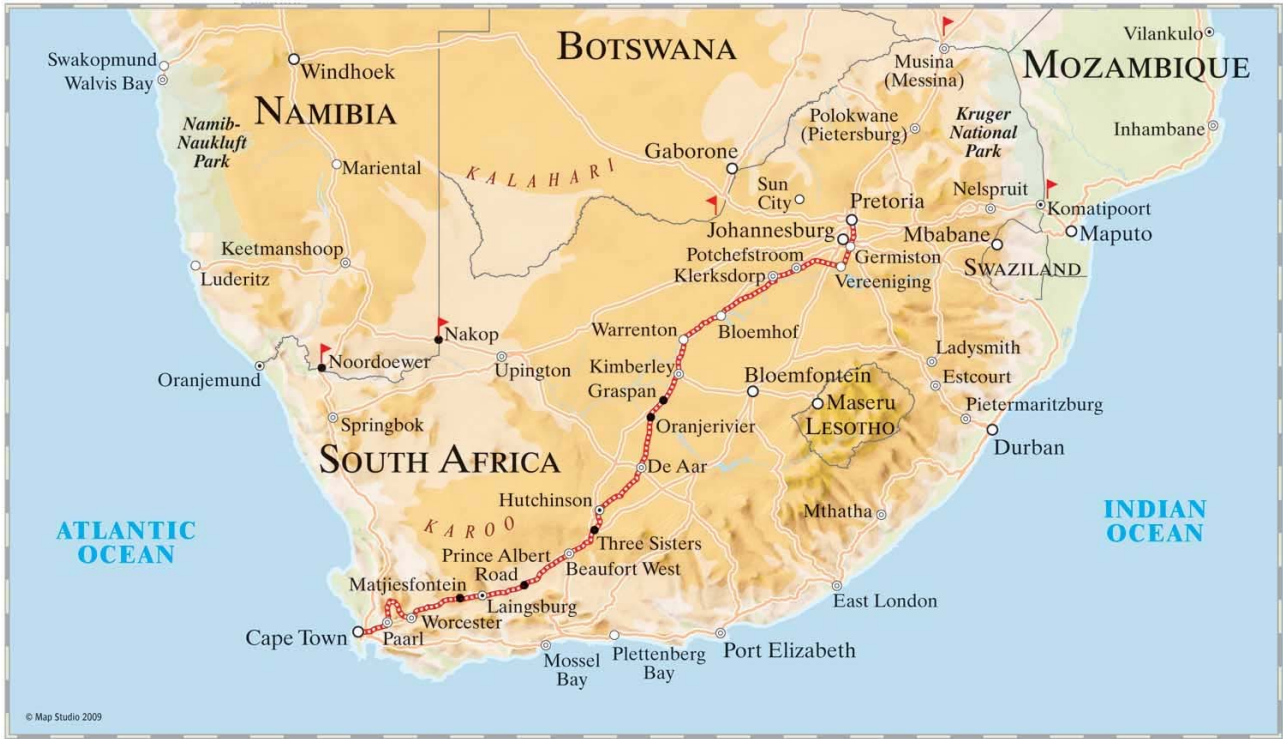 BOTSWANA
MOZAMBIQUE
NAMIBIA
SOUTH AFRICA
SWAZILAND
LESOTHO
Swakopmund
Walvis Bay
Windhoek
Namib-
Naukluft
Park
Mariental
KALAHARI
Gaborone
Musina
(Messina)
Vilankulo
Polokwane
(Pietersburg)
Kruger
National
Park
Inhambane
Sun
City
Pretoria
Nelspruit
Komatipoort
Johannesburg
Mbabane
Maputo
Keetmanshoop
Luderitz
Potchefstroom
Germiston
Klerksdorp
Vereeniging
Nakop
Warrenton
Bloemhof
Noordoewer
Oranjemund
Upington
Kimberley
Bloemfontein
Ladysmith
Estcourt
Graspan
Maseru
Pietermaritzburg
Springbok
Oranjerivier
Durban
De Aar
Hutchinson
Mthatha
ATLANTIC
OCEAN
INDIAN
OCEAN
KAROO
Three Sisters
Prince Albert
Road
Beaufort West
Matjiesfontein
Laingsburg
East London
Worcester
Cape Town
Paarl
Mossel
Bay
Plettenberg
Bay
Port Elizabeth
© Map Studio 2009